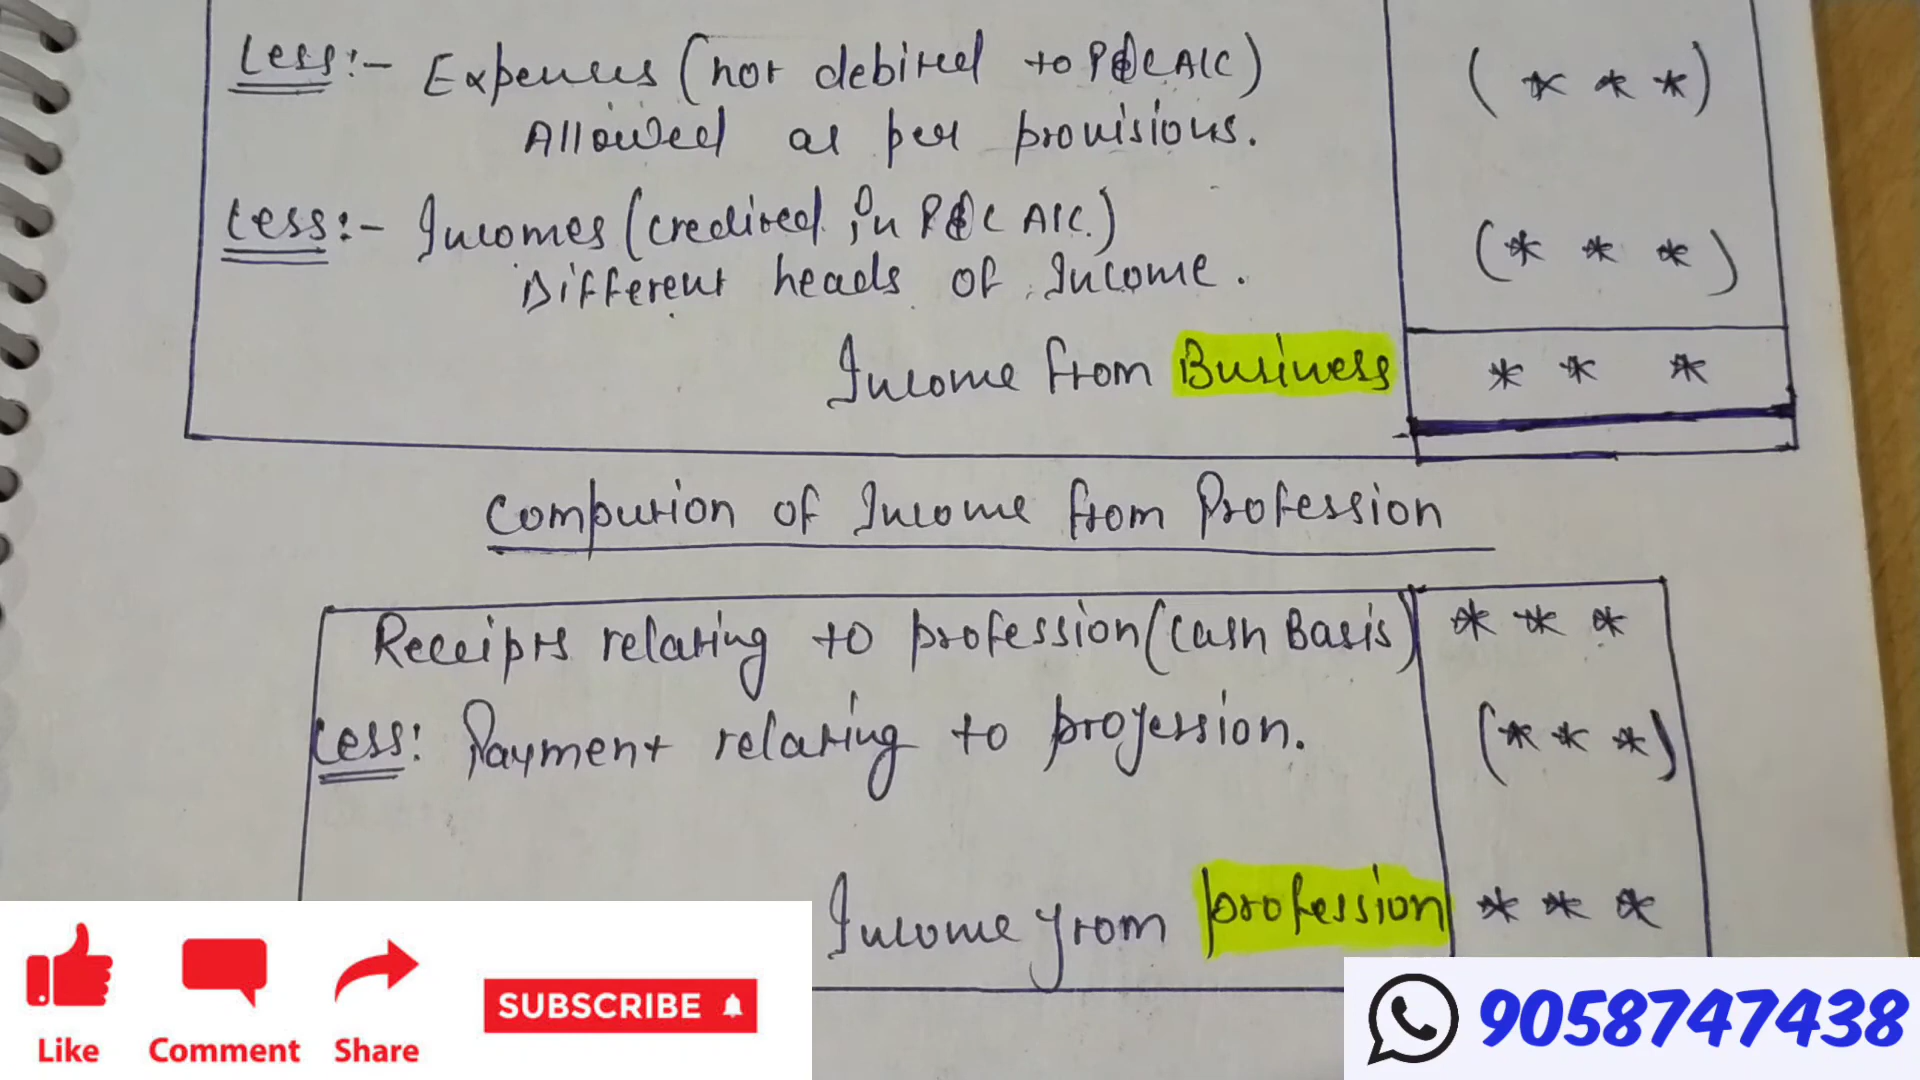 Less:- Expenses (not debited to P&L A/C) (* * *)
Allowed as per provisions.
Less:- Incomes (credited in P&L A/C.)
Different heads of Income. (* * *)
Income from Business * * *
Compution of Income from Profession
Receipts relating to profession (Cash Basis) * * *
Less: Payment relating to profession. (* * *)
Income from profession * * *
Like Comment Share
SUBSCRIBE
9058747438